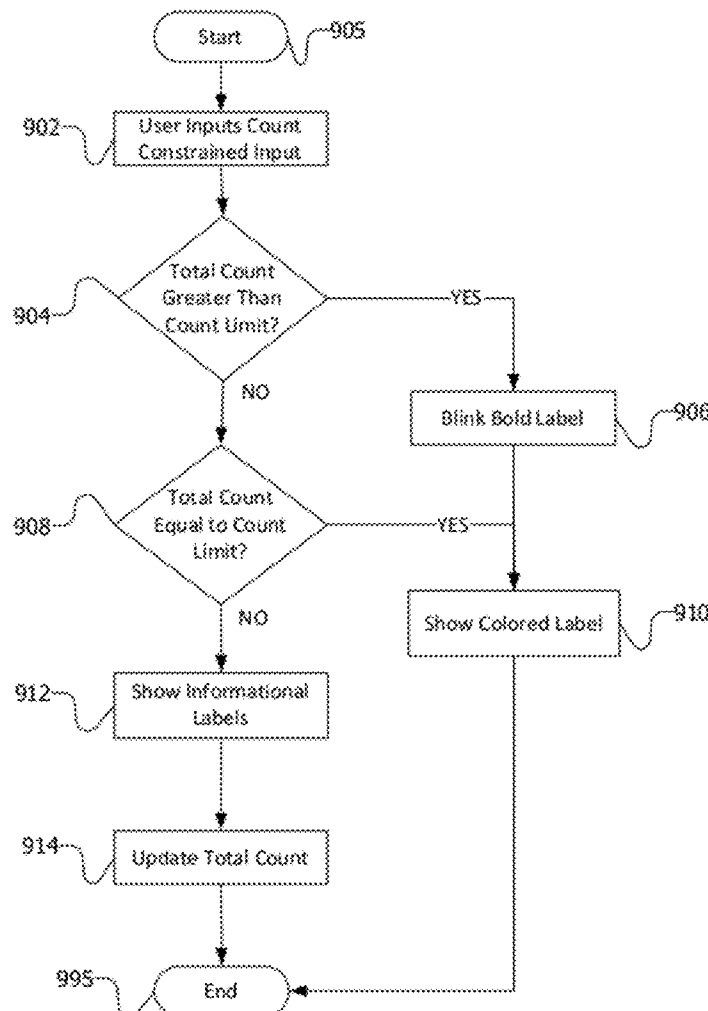 Start
905
902
User Inputs Count
Constrained Input
Total Count
Greater Than
Count Limit?
904
YES
NO
Blink Bold Label
906
Total Count
Equal to Count
Limit?
908
YES
NO
Show Colored Label
910
912
Show Informational
Labels
914
Update Total Count
995
End